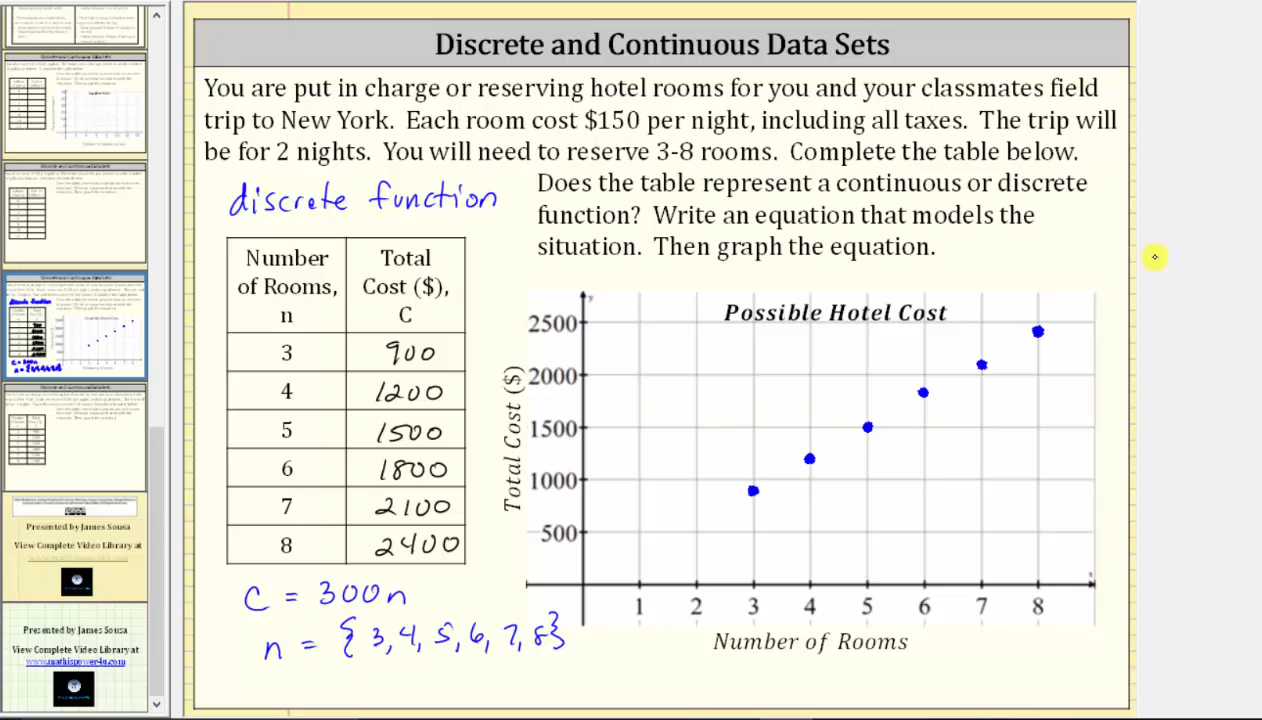 Discrete and Continuous Data Sets
You are put in charge or reserving hotel rooms for you and your classmates field
trip to New York. Each room cost $150 per night, including all taxes. The trip will
be for 2 nights. You will need to reserve 3-8 rooms. Complete the table below.
discrete function
Does the table represent a continuous or discrete
function? Write an equation that models the
situation. Then graph the equation.
Number of Rooms, n
Total Cost ($), C
3 900
4 1200
5 1500
6 1800
7 2100
8 2400
C = 300n
n = {3,4,5,6,7,8}
Possible Hotel Cost
y
2500
2000
1500
1000
500
Total Cost ($)
x
1 2 3 4 5 6 7 8
Number of Rooms
Presented by James Sousa
View Complete Video Library at
Presented by James Sousa
View Complete Video Library at
www.mathispower4u.com